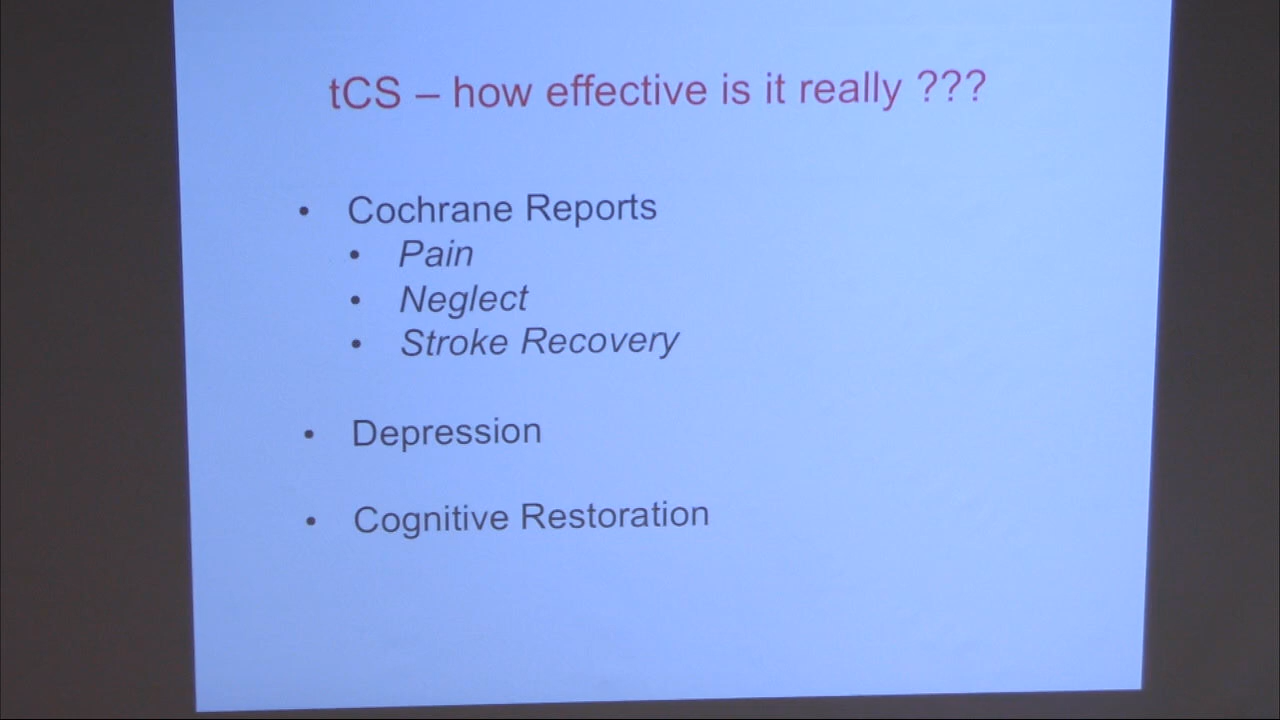 tCS – how effective is it really ???
• Cochrane Reports
• Pain
• Neglect
• Stroke Recovery
• Depression
• Cognitive Restoration